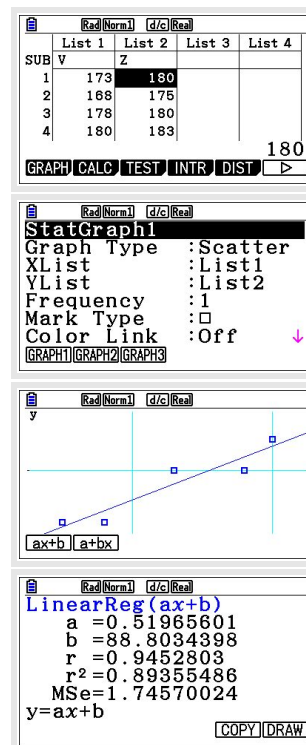 Rad Norm1 d/c Real
List 1 List 2 List 3 List 4
SUB V Z
1 173 180
2 168 175
3 178 180
4 180 183
180
GRAPH CALC TEST INTR DIST ▷
Rad Norm1 d/c Real
StatGraph1
Graph Type :Scatter
XList :List1
YList :List2
Frequency :1
Mark Type :□
Color Link :Off ↓
GRAPH1 GRAPH2 GRAPH3
Rad Norm1 d/c Real
y
ax+b a+bx
Rad Norm1 d/c Real
LinearReg(ax+b)
a =0.51965601
b =88.8034398
r =0.9452803
r²=0.89355486
MSe=1.74570024
y=ax+b
COPY DRAW